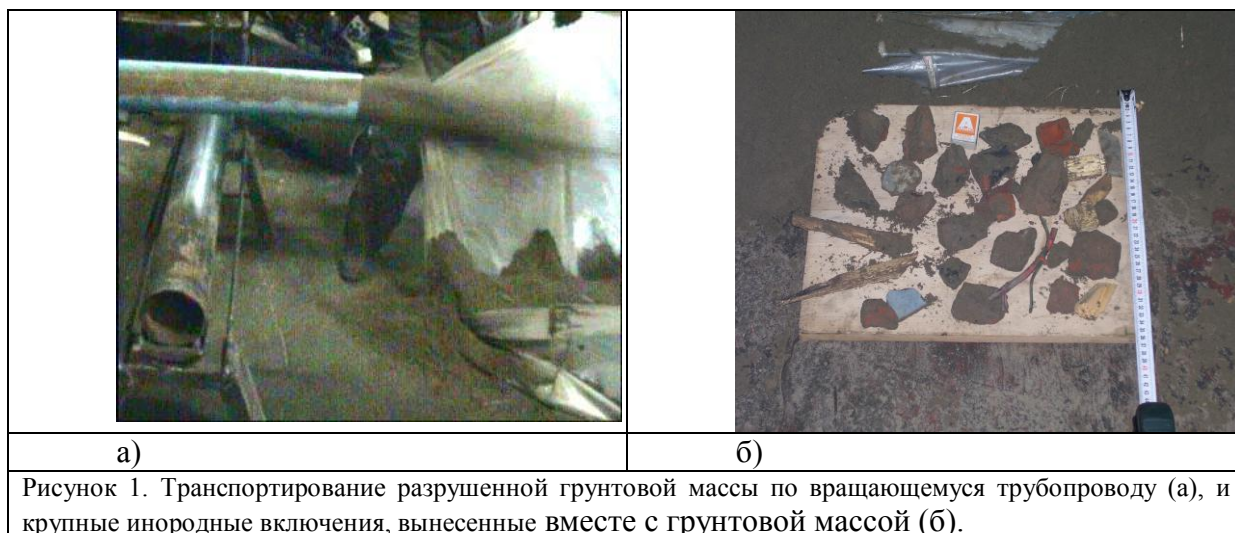 а)
б)
Рисунок 1. Транспортирование разрушенной грунтовой массы по вращающемуся трубопроводу (а), и
крупные инородные включения, вынесенные вместе с грунтовой массой (б).